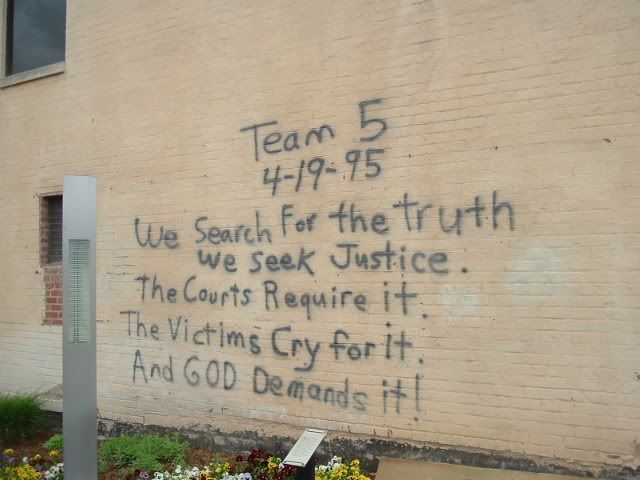 Team 5
4-19-95
We Search For the truth
We seek Justice.
The Courts Require it.
The Victims Cry for it.
And GOD Demands it!